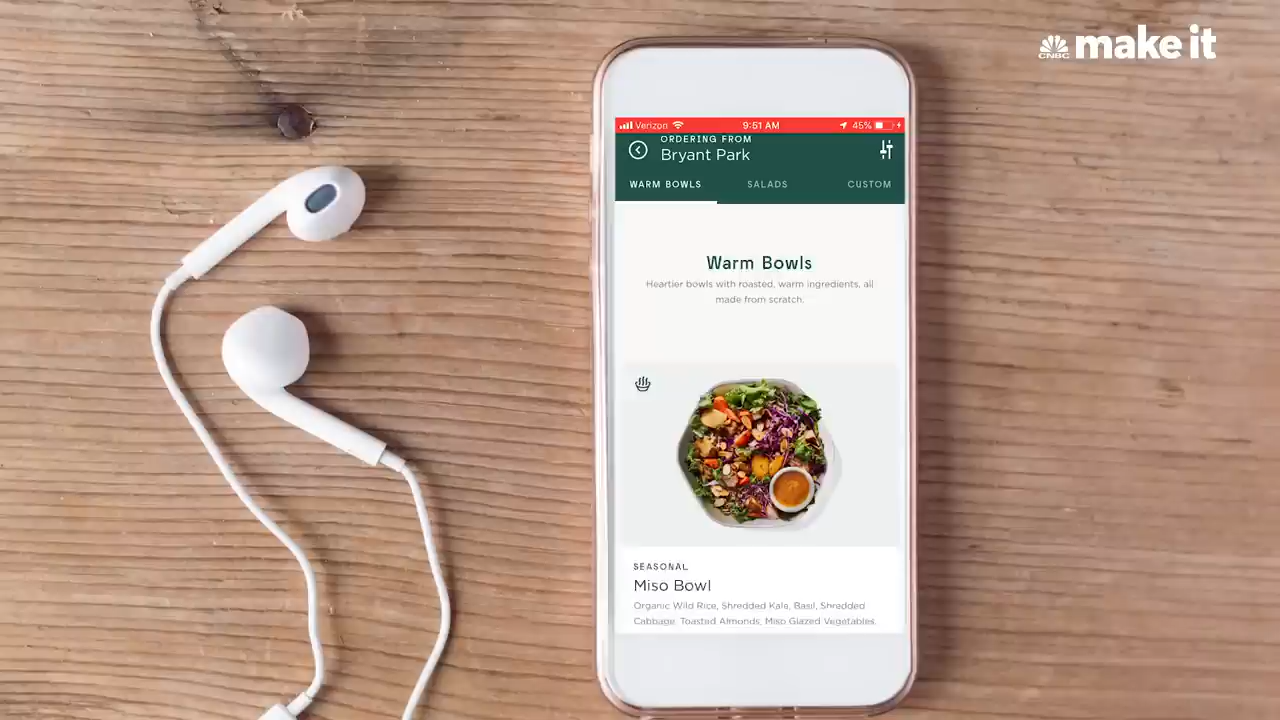 CNBC make it
Verizon 9:51 AM 45%
ORDERING FROM
Bryant Park
WARM BOWLS SALADS CUSTOM
Warm Bowls
Heartier bowls with roasted, warm ingredients, all
made from scratch.
SEASONAL
Miso Bowl
Organic Wild Rice, Shredded Kale, Basil, Shredded
Cabbage, Toasted Almonds, Miso Glazed Vegetables,